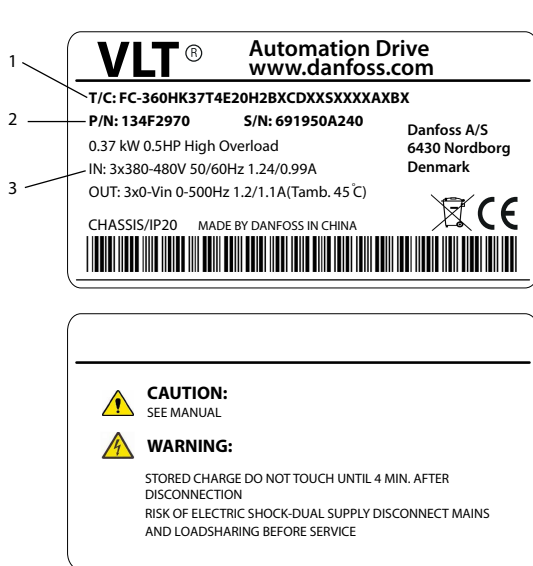 VLT ® Automation Drive
www.danfoss.com
1
T/C: FC-360HK37T4E20H2BXCDXXSXXXXAXBX
2
P/N: 134F2970 S/N: 691950A240
0.37 kW 0.5HP High Overload
3
IN: 3x380-480V 50/60Hz 1.24/0.99A
OUT: 3x0-Vin 0-500Hz 1.2/1.1A(Tamb. 45˚C)
Danfoss A/S
6430 Nordborg
Denmark
CHASSIS/IP20 MADE BY DANFOSS IN CHINA
CE
CAUTION:
SEE MANUAL
WARNING:
STORED CHARGE DO NOT TOUCH UNTIL 4 MIN. AFTER
DISCONNECTION
RISK OF ELECTRIC SHOCK-DUAL SUPPLY DISCONNECT MAINS
AND LOADSHARING BEFORE SERVICE